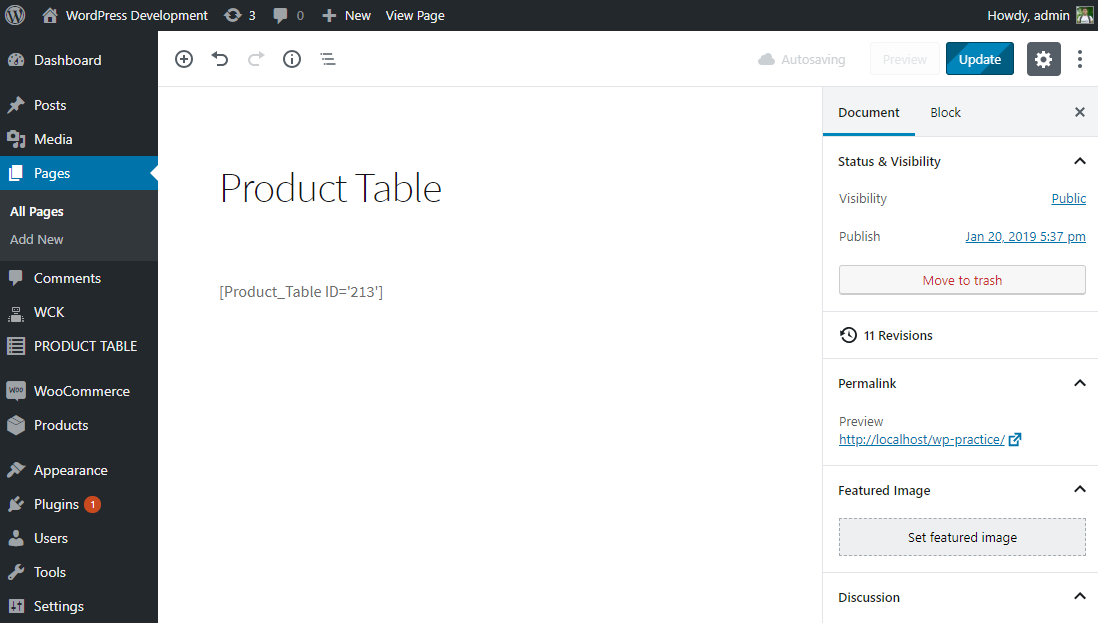 WordPress Development 3 0 New View Page Howdy, admin
Dashboard
Posts
Media
Pages
All Pages
Add New
Comments
WCK
PRODUCT TABLE
WOO WooCommerce
Products
Appearance
Plugins 1
Users
Tools
Settings
Autosaving Preview Update
Product Table
[Product_Table ID='213']
Document Block
Status & Visibility
Visibility Public
Publish Jan 20, 2019 5:37 pm
Move to trash
11 Revisions
Permalink
Preview
http://localhost/wp-practice/
Featured Image
Set featured image
Discussion